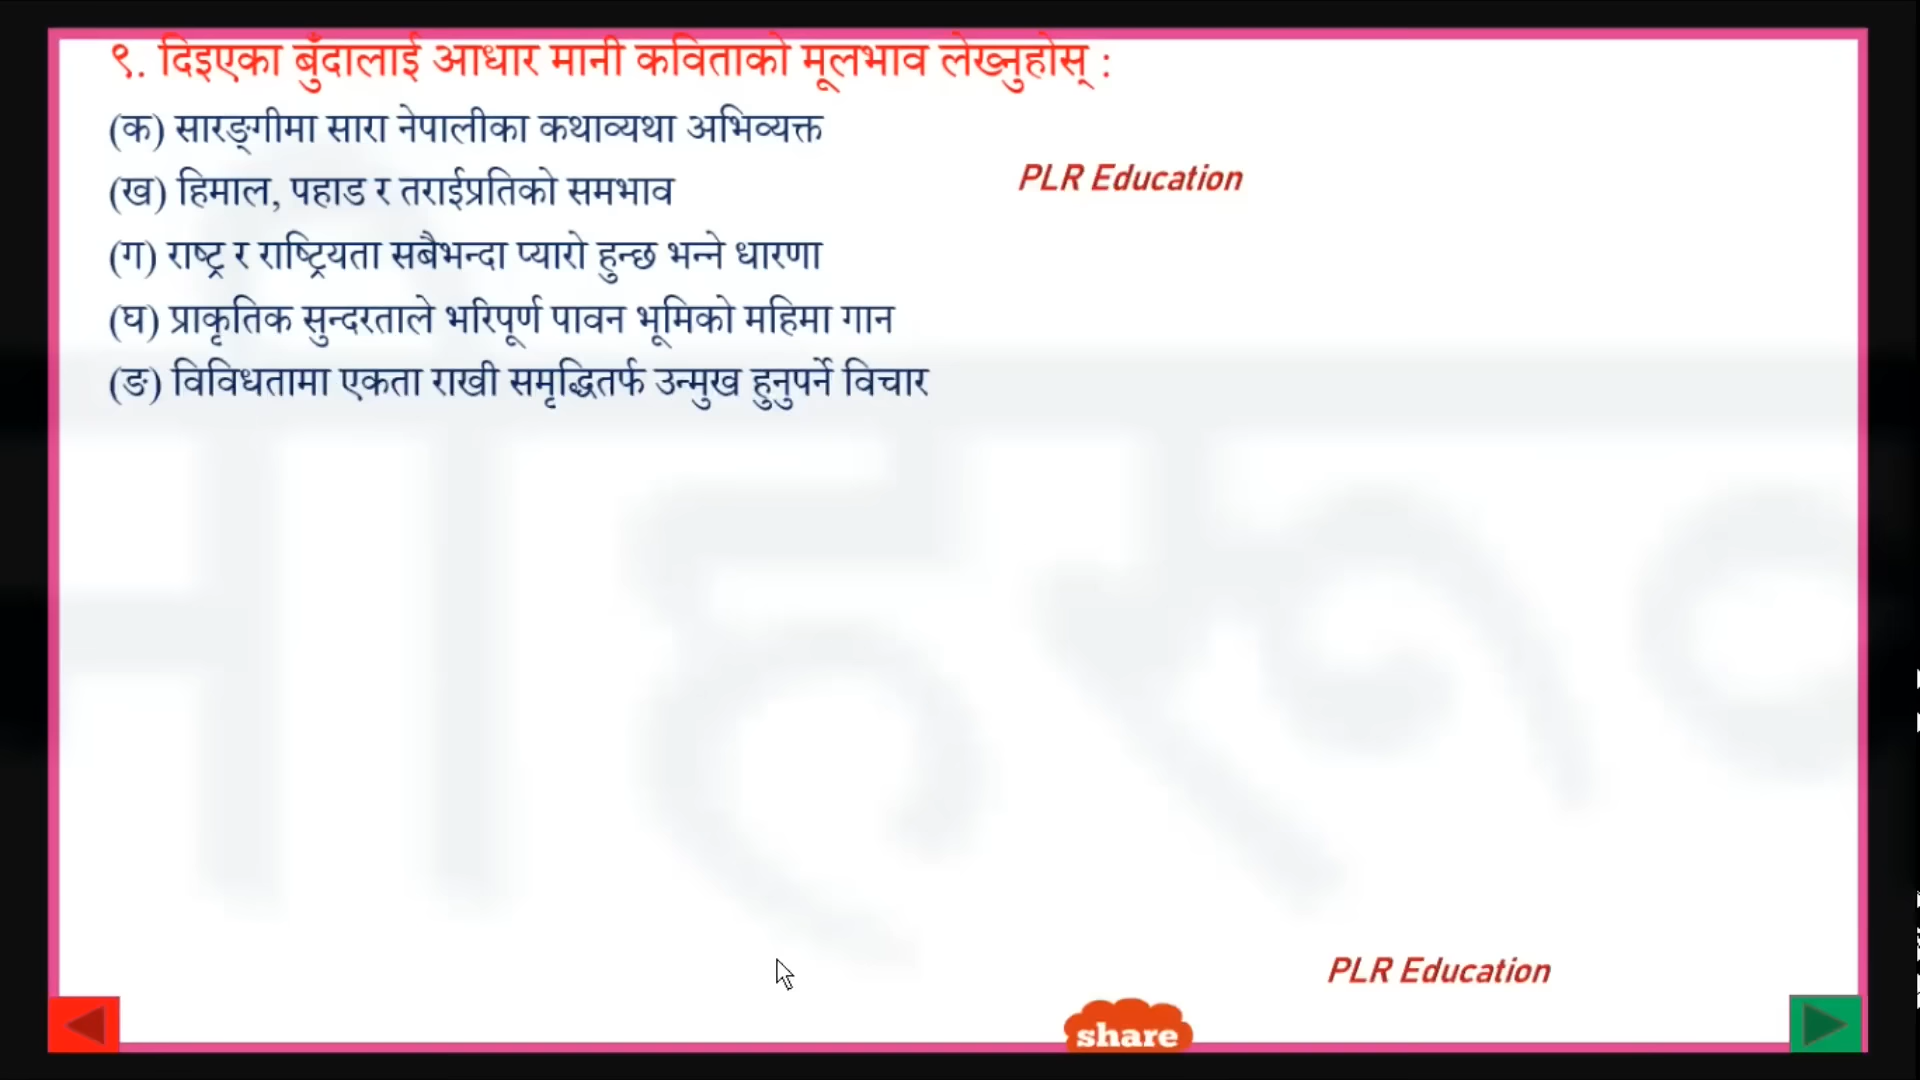 ९. दिइएका बुँदालाई आधार मानी कविताको मूलभाव लेख्नुहोस् :
(क) सारङ्गीमा सारा नेपालीका कथाव्यथा अभिव्यक्त
(ख) हिमाल, पहाड र तराईप्रतिको समभाव
PLR Education
(ग) राष्ट्र र राष्ट्रियता सबैभन्दा प्यारो हुन्छ भन्ने धारणा
(घ) प्राकृतिक सुन्दरताले भरिपूर्ण पावन भूमिको महिमा गान
(ङ) विविधतामा एकता राखी समृद्धितर्फ उन्मुख हुनुपर्ने विचार
PLR Education
share